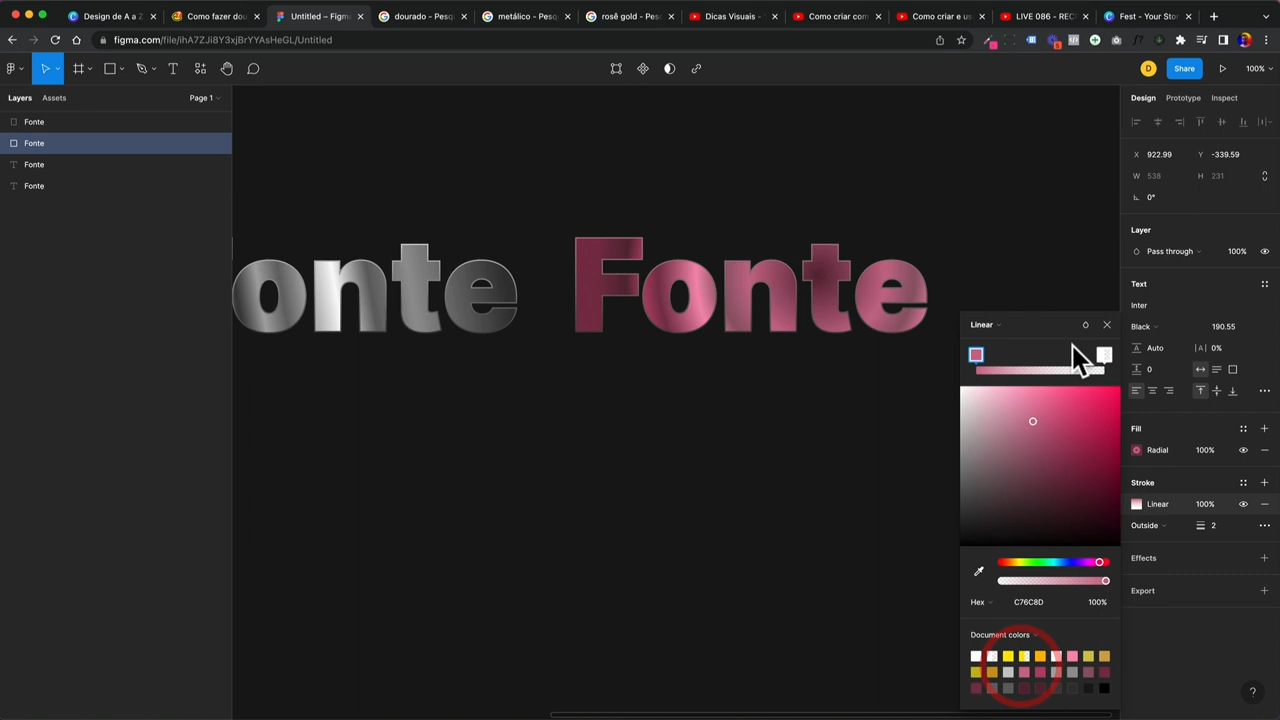 Design de A a Z
Como fazer dou
Untitled – Figm
dourado - Pesq
metálico - Pesq
rosê gold - Pesq
Dicas Visuais - 
Como criar com
Como criar e us
LIVE 086 - REC
Fest - Your Sto
figma.com/file/ihA7ZJi8Y3xjBrYYAsHeGL/Untitled
D
Share
100%
Layers
Assets
Page 1
Fonte
Fonte
Fonte
Fonte
onte
Fonte
Design
Prototype
Inspect
X 922.99
Y -339.59
W 538
H 231
0°
Layer
Pass through
100%
Text
Inter
Black
190.55
Auto
|A| 0%
0
Fill
Radial
100%
Stroke
Linear
100%
Outside
2
Effects
Export
Linear
Hex
C76C8D
100%
Document colors
?